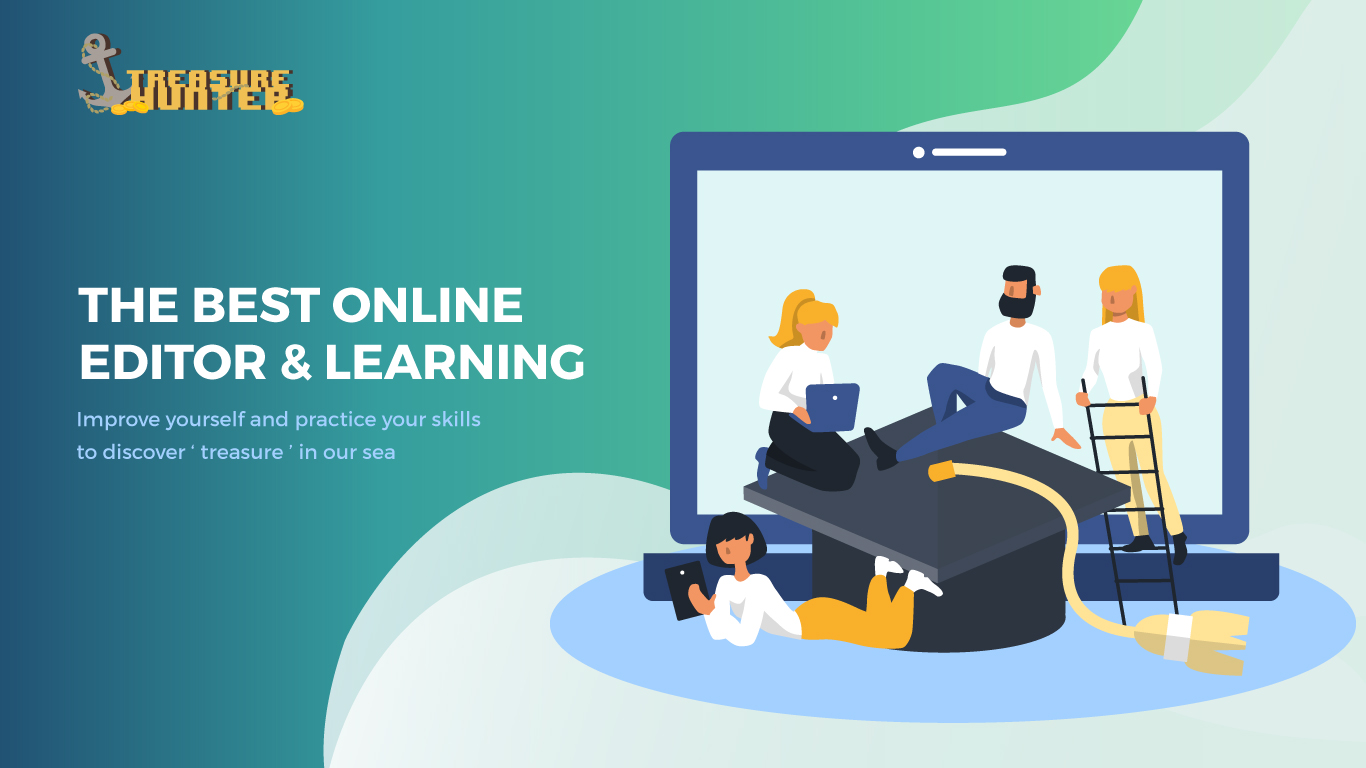 TREASURE
HUNTER
THE BEST ONLINE
EDITOR & LEARNING
Improve yourself and practice your skills
to discover ‘ treasure ’ in our sea